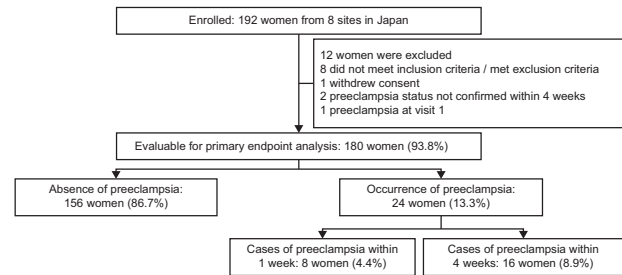 Enrolled: 192 women from 8 sites in Japan
12 women were excluded
8 did not meet inclusion criteria / met exclusion criteria
1 withdrew consent
2 preeclampsia status not confirmed within 4 weeks
1 preeclampsia at visit 1
Evaluable for primary endpoint analysis: 180 women (93.8%)
Absence of preeclampsia:
156 women (86.7%)
Occurrence of preeclampsia:
24 women (13.3%)
Cases of preeclampsia within
1 week: 8 women (4.4%)
Cases of preeclampsia within
4 weeks: 16 women (8.9%)